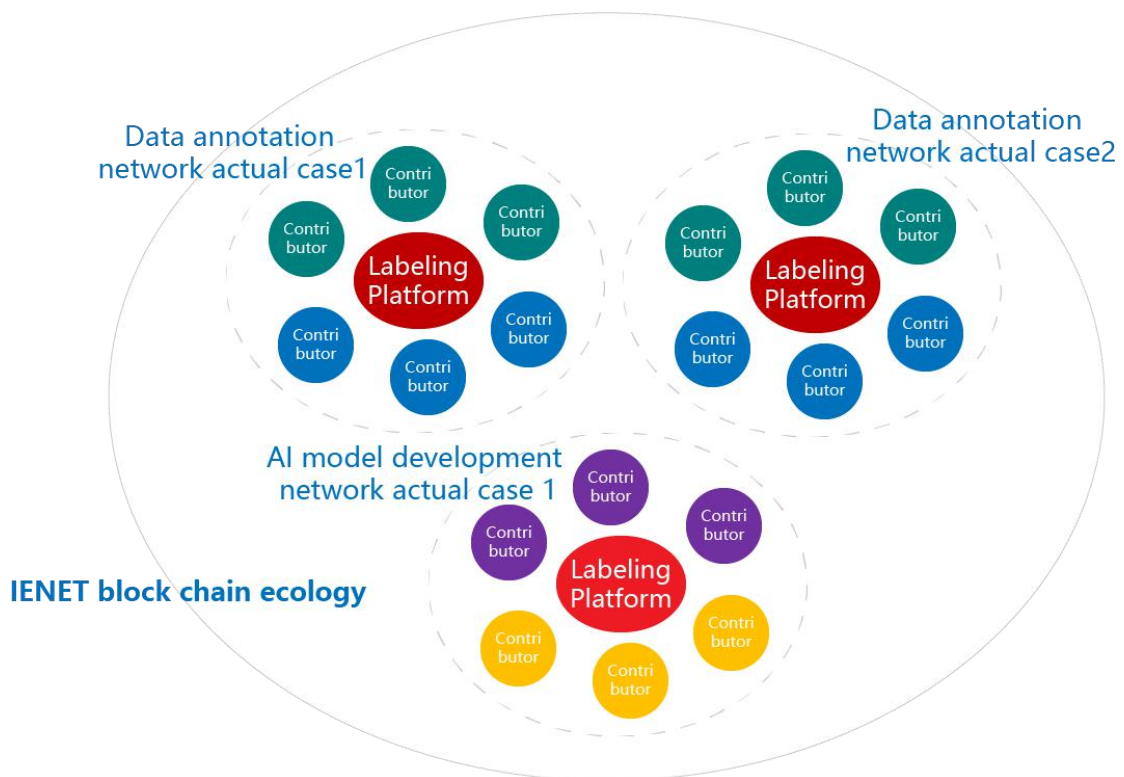 Data annotation
network actual case1
Contri
butor
Contri
butor
Contri
butor
Labeling
Platform
Contri
butor
Contri
butor
Contri
butor
Data annotation
network actual case2
Contri
butor
Contri
butor
Contri
butor
Labeling
Platform
Contri
butor
Contri
butor
Contri
butor
AI model development
network actual case 1
Contri
butor
Contri
butor
Contri
butor
Labeling
Platform
Contri
butor
Contri
butor
Contri
butor
IENET block chain ecology